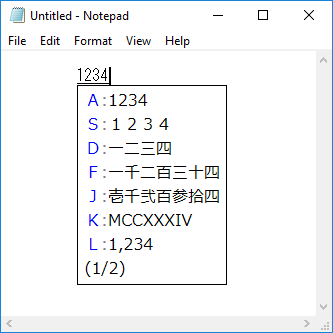 Untitled - Notepad
File Edit Format View Help
1234
A:1234
S:１２３４
D:一二三四
F:一千二百三十四
J:壱千弐百参拾四
K:MCCXXXIV
L:1,234
(1/2)